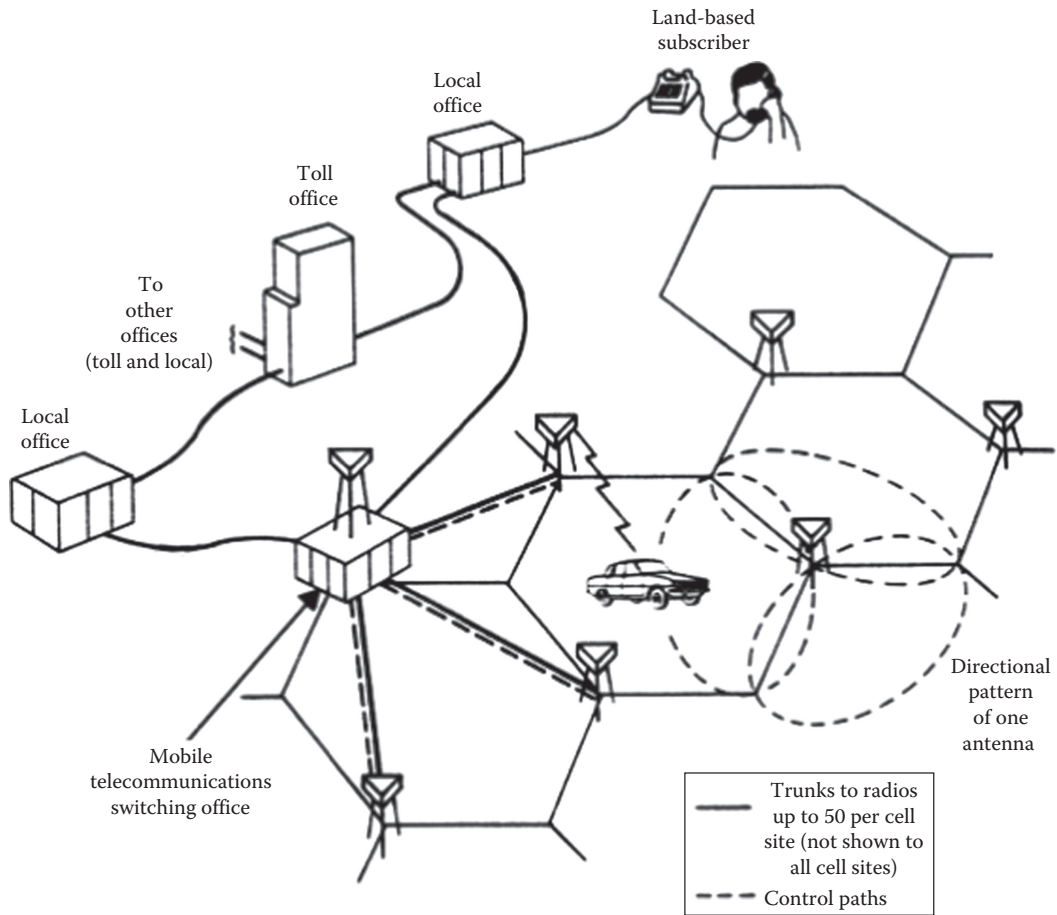 Land-based
subscriber
Local
office
Toll
office
To
other
offices
(toll and local)
Local
office
Mobile
telecommunications
switching office
Directional
pattern
of one
antenna
Trunks to radios
up to 50 per cell
site (not shown to
all cell sites)
Control paths